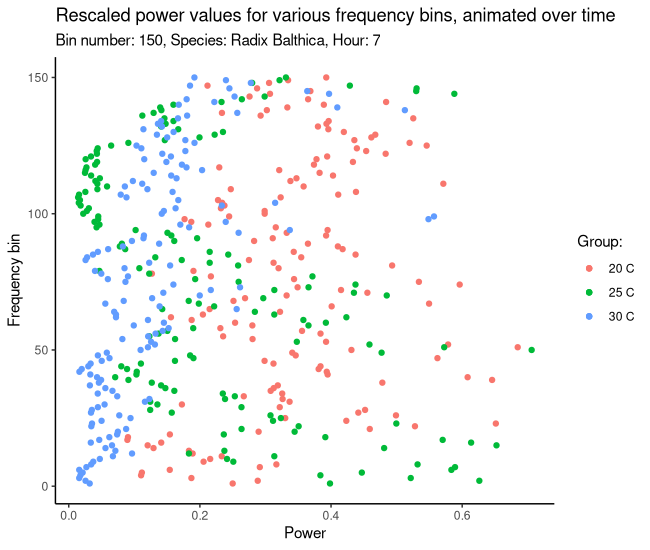 Rescaled power values for various frequency bins, animated over time
Bin number: 150, Species: Radix Balthica, Hour: 7
150
100
50
0
Frequency bin
0.0 0.2 0.4 0.6
Power
Group:
20 C
25 C
30 C